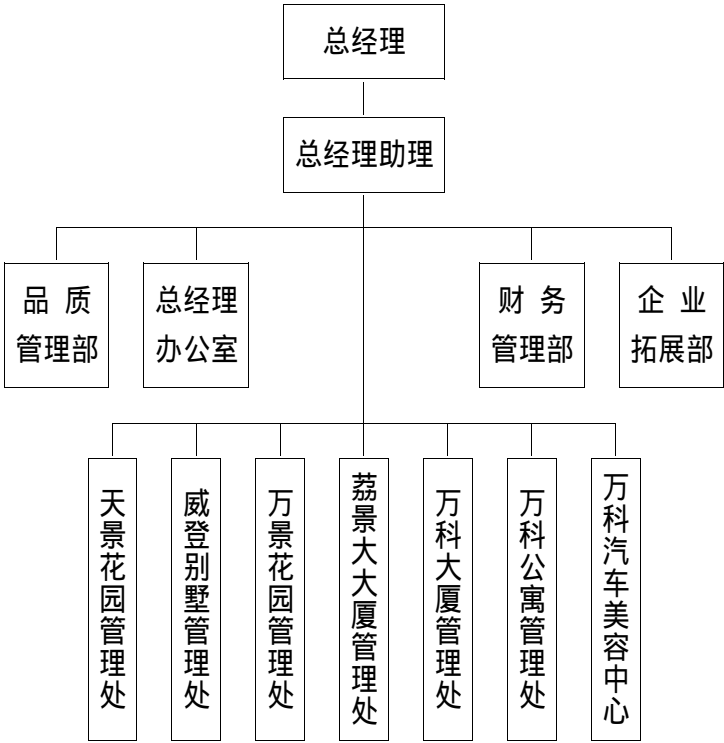 总经理
总经理助理
品 质
管理部
总经理
办公室
财 务
管理部
企 业
拓展部
天景花园管理处
威登别墅管理处
万景花园管理处
荔景大大厦管理处
万科大厦管理处
万科公寓管理处
万科汽车美容中心